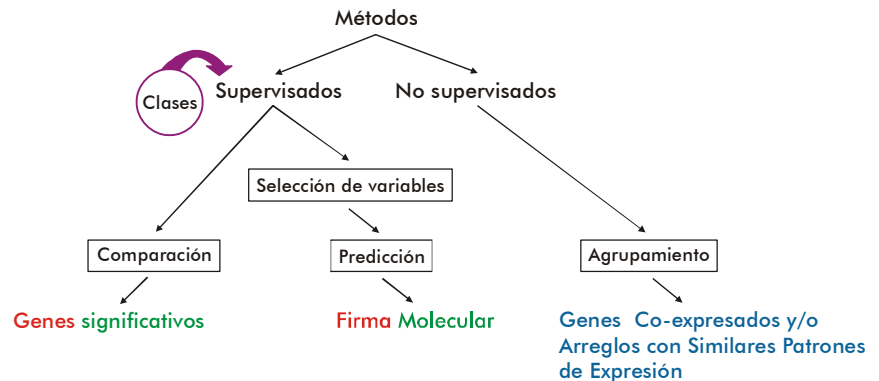 Métodos
Clases
Supervisados
No supervisados
Selección de variables
Comparación
Predicción
Agrupamiento
Genes significativos
Firma Molecular
Genes Co-expresados y/o
Arreglos con Similares Patrones
de Expresión